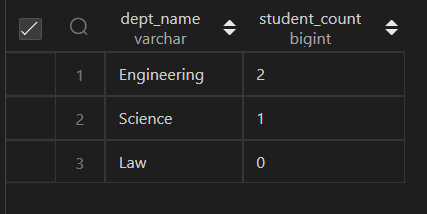 dept_name student_count
varchar bigint
1 Engineering 2
2 Science 1
3 Law 0